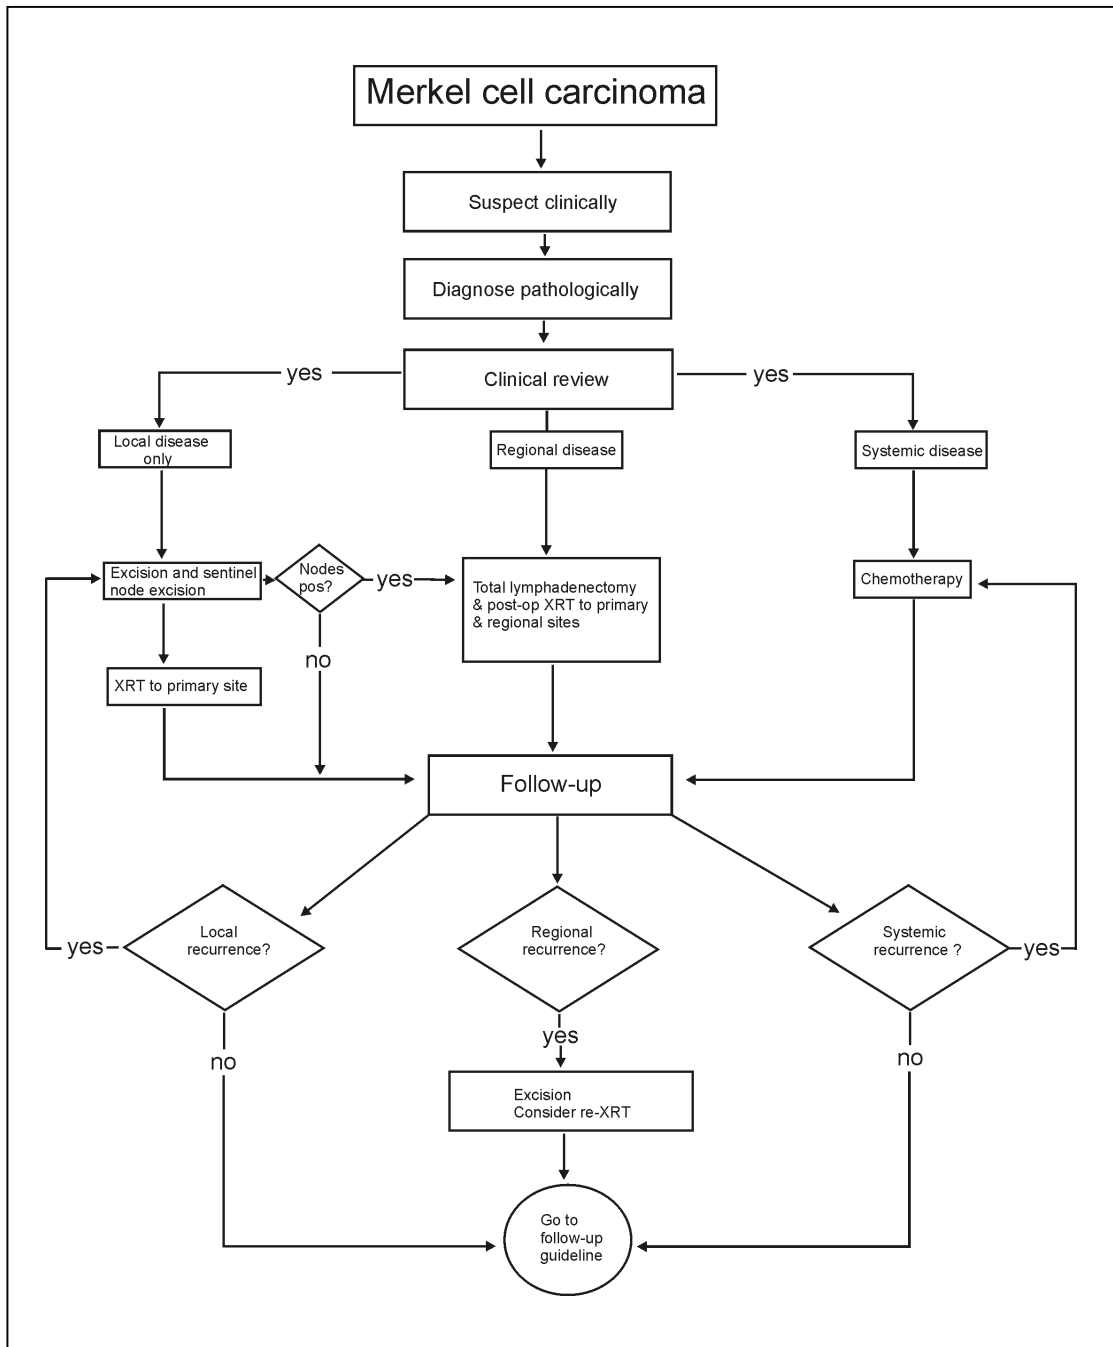 Merkel cell carcinoma
Suspect clinically
Diagnose pathologically
Clinical review
yes
yes
Local disease
only
Regional disease
Systemic disease
Excision and sentinel
node excision
Nodes
pos?
yes
Total lymphadenectomy
& post-op XRT to primary
& regional sites
Chemotherapy
no
XRT to primary site
Follow-up
Local
recurrence?
yes
Regional
recurrence?
Systemic
recurrence ?
yes
no
yes
no
Excision
Consider re-XRT
Go to
follow-up
guideline